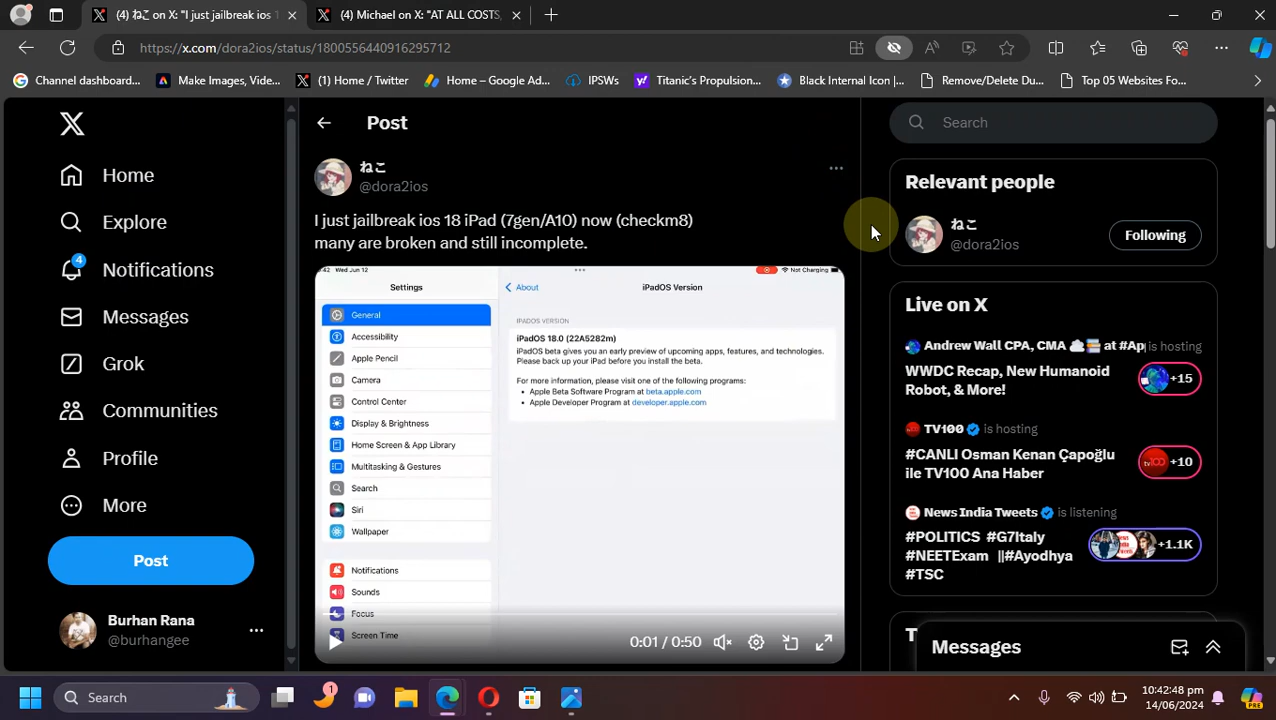 (4) ねこ on X: "I just jailbreak ios 1
(4) Michael on X: "AT ALL COSTS,
https://x.com/dora2ios/status/1800556440916295712
Channel dashboard...
Make Images, Vide...
(1) Home / Twitter
Home – Google Ad...
IPSWs
Titanic's Propulsion...
Black Internal Icon |...
Remove/Delete Du...
Top 05 Websites Fo...
Home
Explore
4
Notifications
Messages
Grok
Communities
Profile
More
Post
Burhan Rana
@burhangee
Post
ねこ
@dora2ios
I just jailbreak ios 18 iPad (7gen/A10) now (checkm8)
many are broken and still incomplete.
:42 Wed Jun 12
Not Charging
Settings
General
Accessibility
Apple Pencil
Camera
Control Center
Display & Brightness
Home Screen & App Library
Multitasking & Gestures
Search
Siri
Wallpaper
Notifications
Sounds
Focus
Screen Time
About
iPadOS Version
IPADOS VERSION
iPadOS 18.0 (22A5282m)
iPadOS beta gives you an early preview of upcoming apps, features, and technologies.
Please back up your iPad before you install the beta.
For more information, please visit one of the following programs:
• Apple Beta Software Program at beta.apple.com
• Apple Developer Program at developer.apple.com
0:01 / 0:50
Search
Relevant people
ねこ
@dora2ios
Following
Live on X
Andrew Wall CPA, CMA at #Ap is hosting
WWDC Recap, New Humanoid
Robot, & More!
+15
TV100 is hosting
#CANLI Osman Kenan Çapoğlu
ile TV100 Ana Haber
+10
News India Tweets is listening
#POLITICS #G7Italy
#NEETExam ||#Ayodhya
#TSC
+1.1K
Messages
Search
1
10:42:48 pm
14/06/2024
PRE